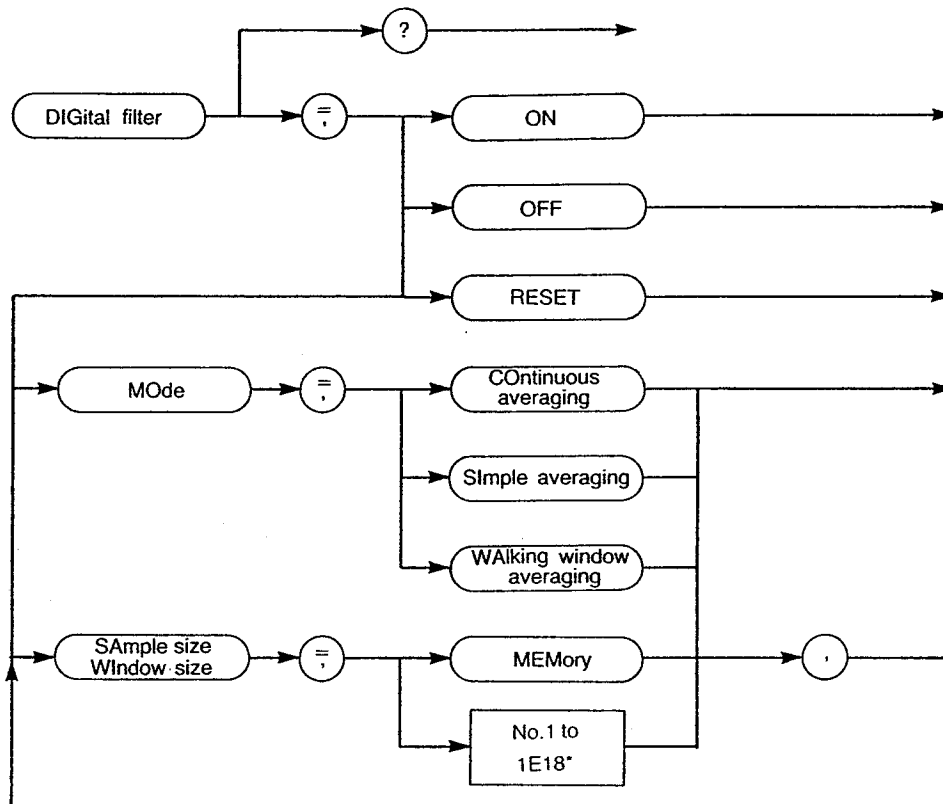 ?
DIGital filter
=
,
ON
OFF
RESET
MOde
=
,
COntinuous
averaging
SImple averaging
WAlking window
averaging
SAmple size
WIndow size
=
,
MEMory
,
No.1 to
1E18*